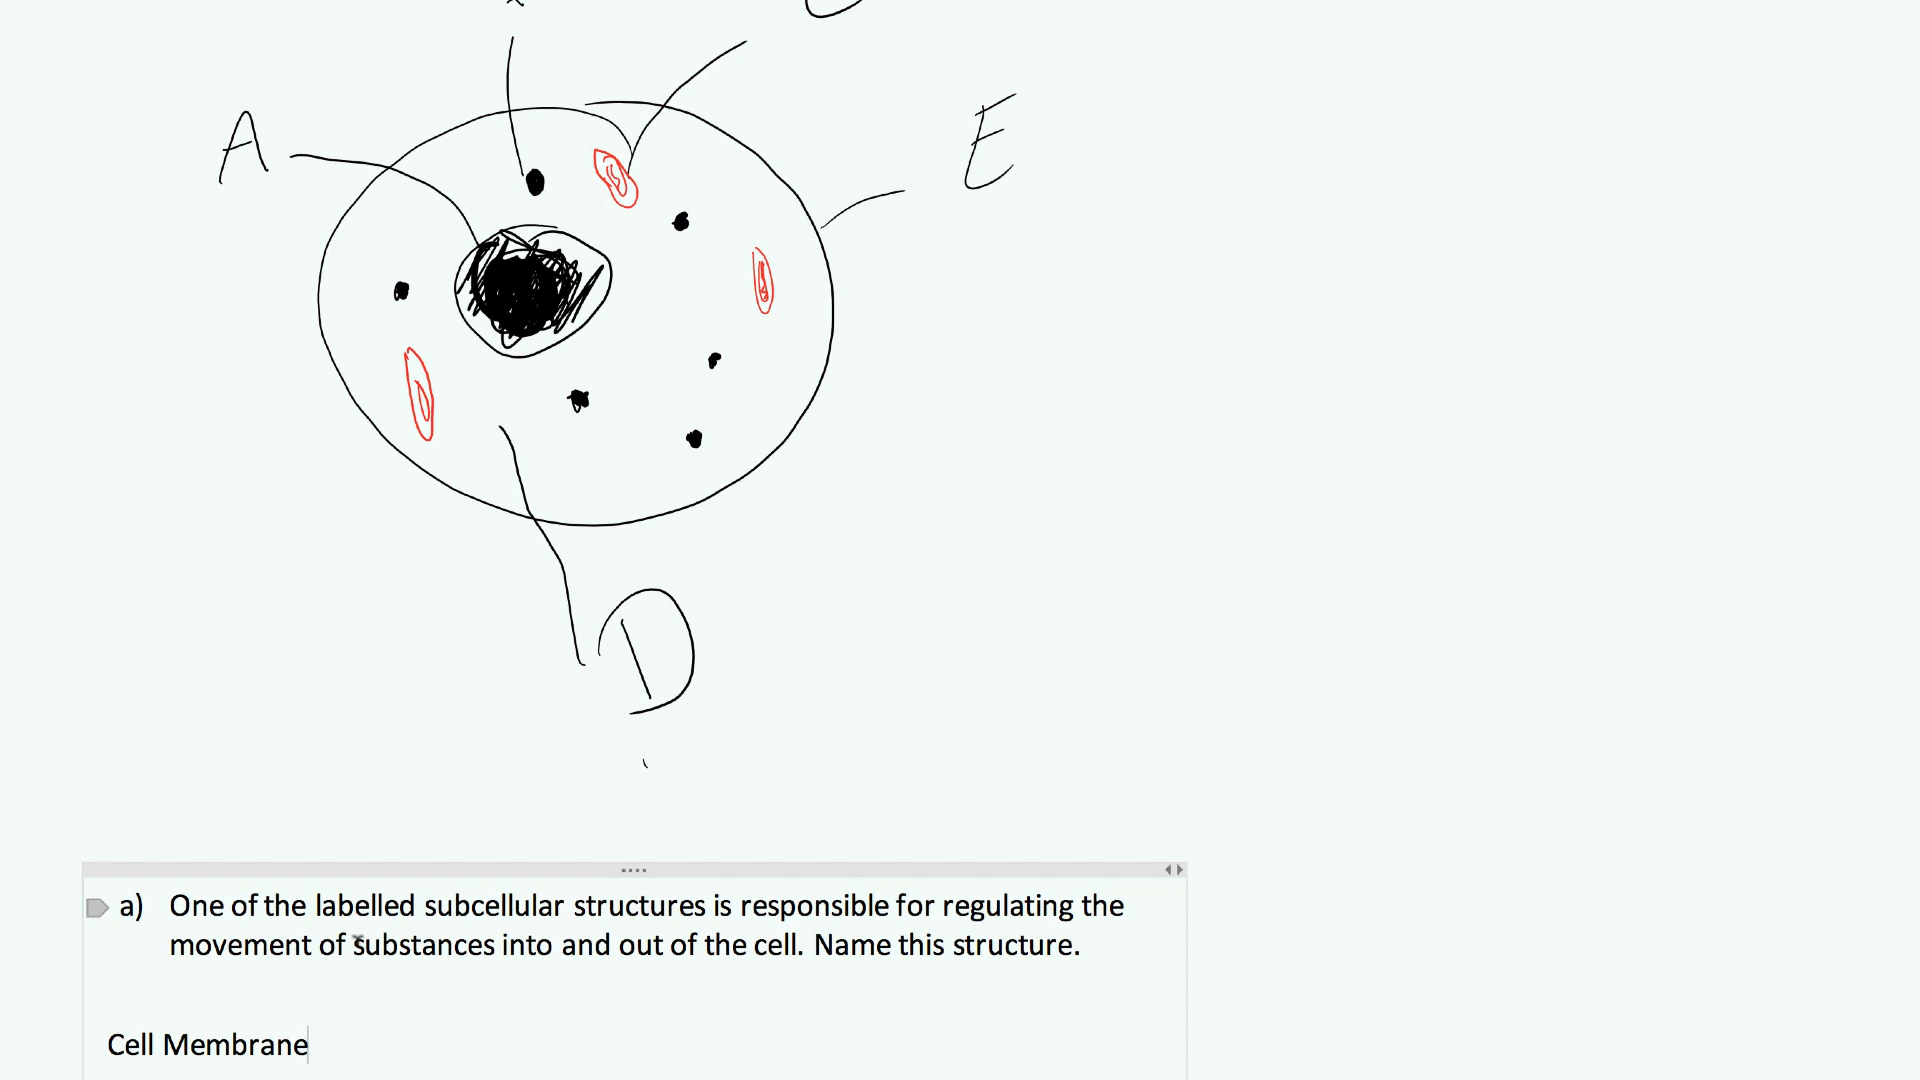 A
E
D
a) One of the labelled subcellular structures is responsible for regulating the
movement of substances into and out of the cell. Name this structure.
Cell Membrane